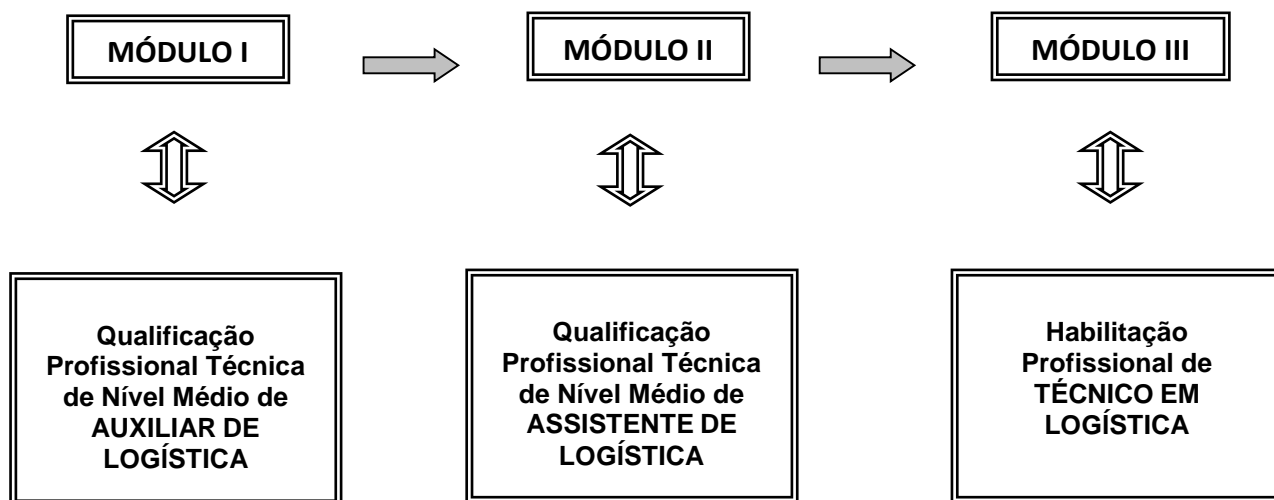 MÓDULO I
MÓDULO II
MÓDULO III
Qualificação
Profissional Técnica
de Nível Médio de
AUXILIAR DE
LOGÍSTICA
Qualificação
Profissional Técnica
de Nível Médio de
ASSISTENTE DE
LOGÍSTICA
Habilitação
Profissional de
TÉCNICO EM
LOGÍSTICA